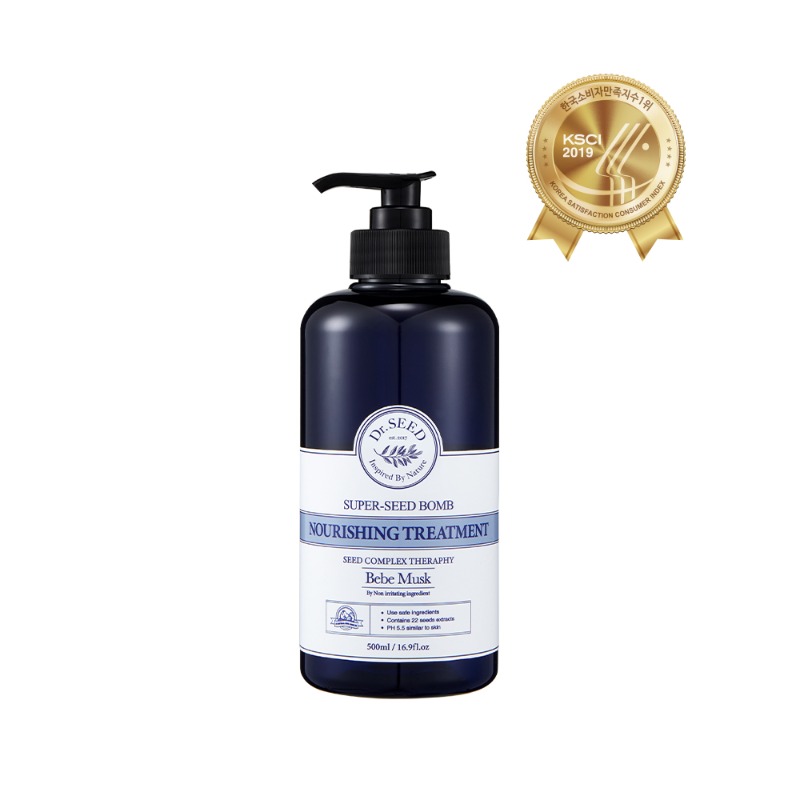 한국소비자만족지수1위
KSCI
2019
KOREA SATISFACTION CONSUMER INDEX
Dr.SEED
est. 2017
Inspired By Nature
SUPER-SEED BOMB
NOURISHING TREATMENT
SEED COMPLEX THERAPHY
Bebe Musk
By Non irritating ingredient
• Use safe ingredients
• Contains 22 seeds extracts
• PH 5.5 similar to skin
500ml / 16.9fl.oz